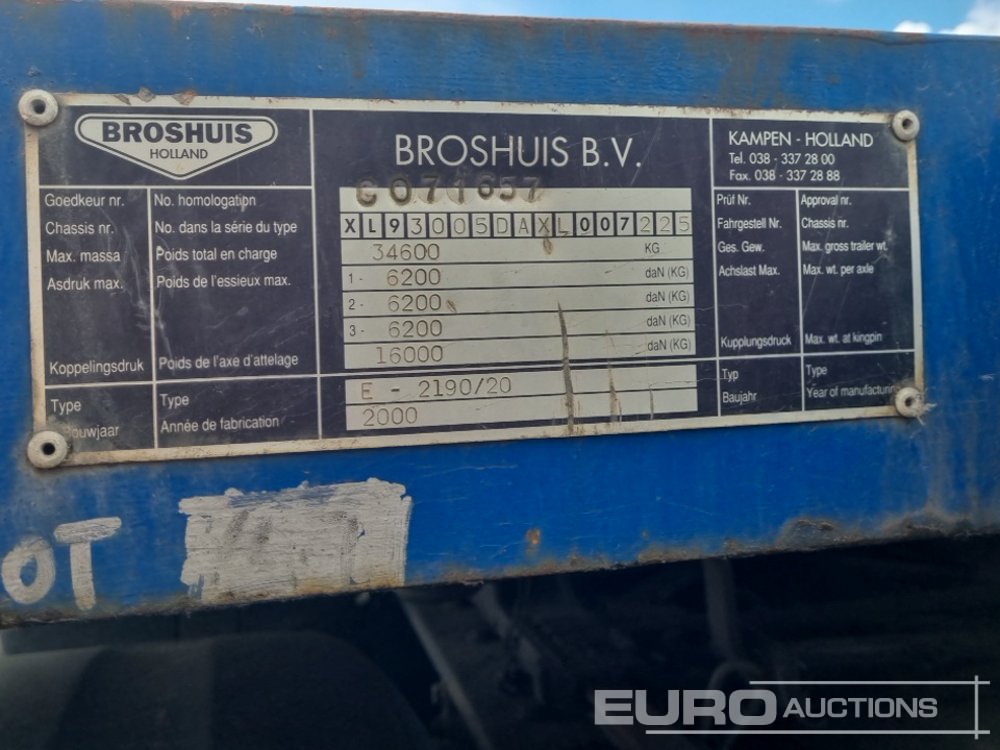 BROSHUIS
HOLLAND
BROSHUIS B.V.
KAMPEN - HOLLAND
Tel. 038 - 337 28 00
Fax. 038 - 337 28 88
Goedkeur nr. No. homologation G071657 Prüf Nr. Approval nr.
Chassis nr. No. dans la série du type XL93005DAXL007225 Fahrgestell Nr. Chassis nr.
Max. massa Poids total en charge 34600 KG Ges. Gew. Max. gross trailer wt.
Asdruk max. Poids de l'essieux max. 1- 6200 daN (KG) Achslast Max. Max. wt. per axle
2- 6200 daN (KG)
3- 6200 daN (KG)
Koppelingsdruk Poids de l'axe d'attelage 16000 daN (KG) Kupplungsdruck Max. wt. at kingpin
Type Type E - 2190/20 Typ Type
Année de fabrication 2000 Baujahr Year of manufacturing
OT
EURO AUCTIONS